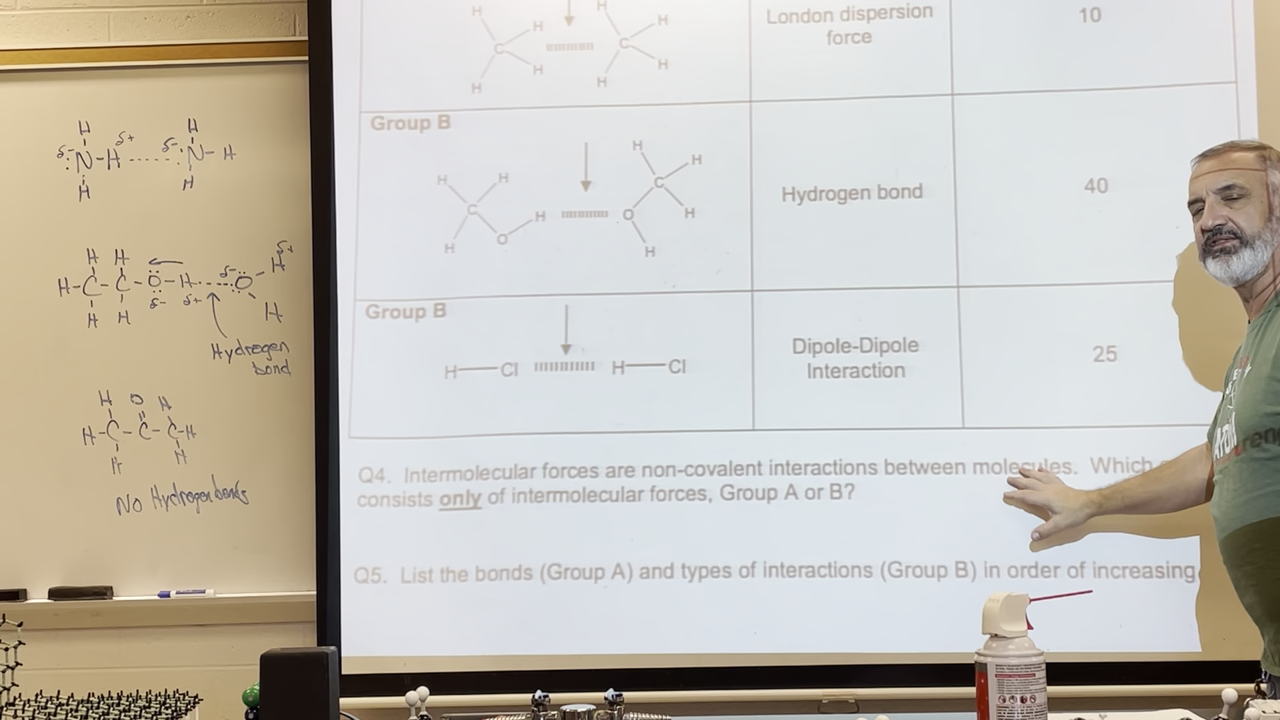 H H
C H H C H
H H
London dispersion
force
10
Group B
H H H
C H O C H
H O H H
Hydrogen bond
40
Group B
H Cl H Cl
Dipole-Dipole
Interaction
25
Q4. Intermolecular forces are non-covalent interactions between molecules. Which
consists only of intermolecular forces, Group A or B?
Q5. List the bonds (Group A) and types of interactions (Group B) in order of increasing
H δ+ H
δ- :N-H ..... δ- :N-H
H H
H H δ+
H-C-C-O-H ..... δ- :O-H
H H δ- δ+ H
Hydrogen
bond
H O H
H-C-C-C-H
H H
No Hydrogen bonds